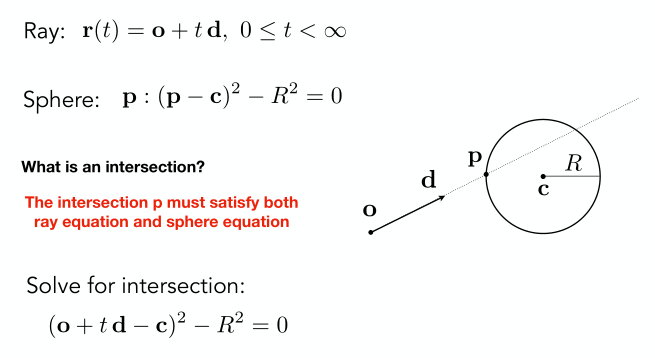 Ray: r(t) = o + t d, 0 ≤ t < ∞
Sphere: p : (p − c)² − R² = 0
What is an intersection?
The intersection p must satisfy both
ray equation and sphere equation
o
d
p
c
R
Solve for intersection:
(o + t d − c)² − R² = 0